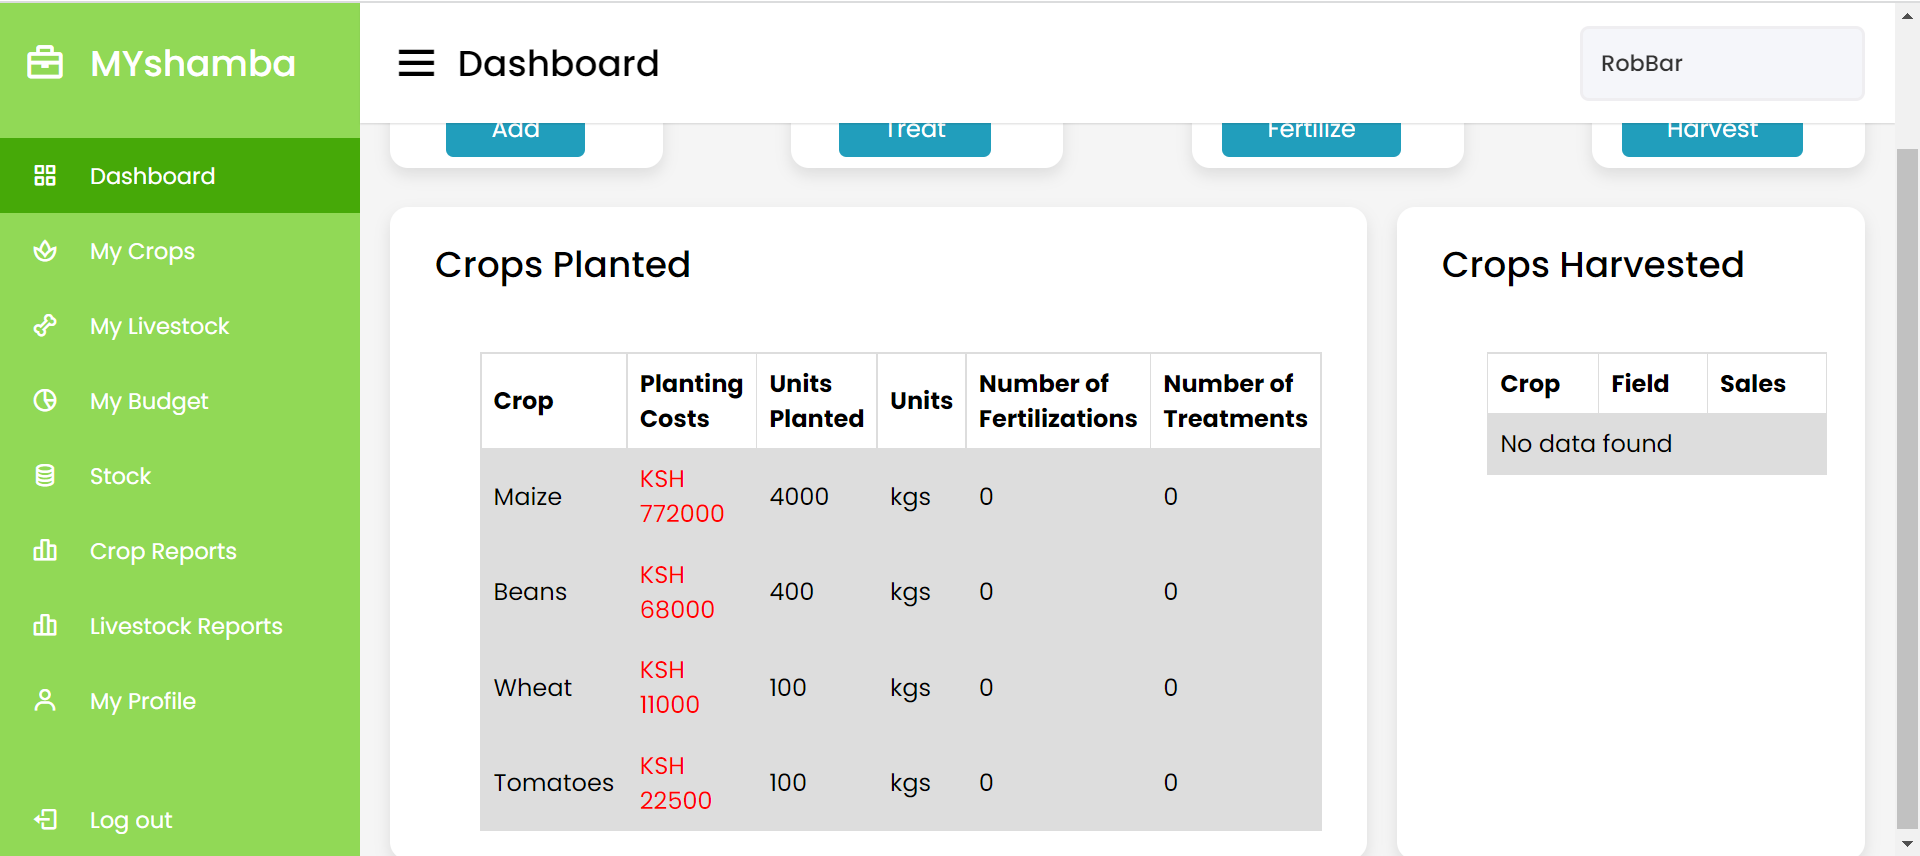 MYshamba
Dashboard
RobBar
Dashboard
My Crops
My Livestock
My Budget
Stock
Crop Reports
Livestock Reports
My Profile
Log out
Add
Treat
Fertilize
Harvest
Crops Planted
Crop
Planting
Costs
Units
Planted
Units
Number of
Fertilizations
Number of
Treatments
Maize
KSH
772000
4000
kgs
0
0
Beans
KSH
68000
400
kgs
0
0
Wheat
KSH
11000
100
kgs
0
0
Tomatoes
KSH
22500
100
kgs
0
0
Crops Harvested
Crop
Field
Sales
No data found